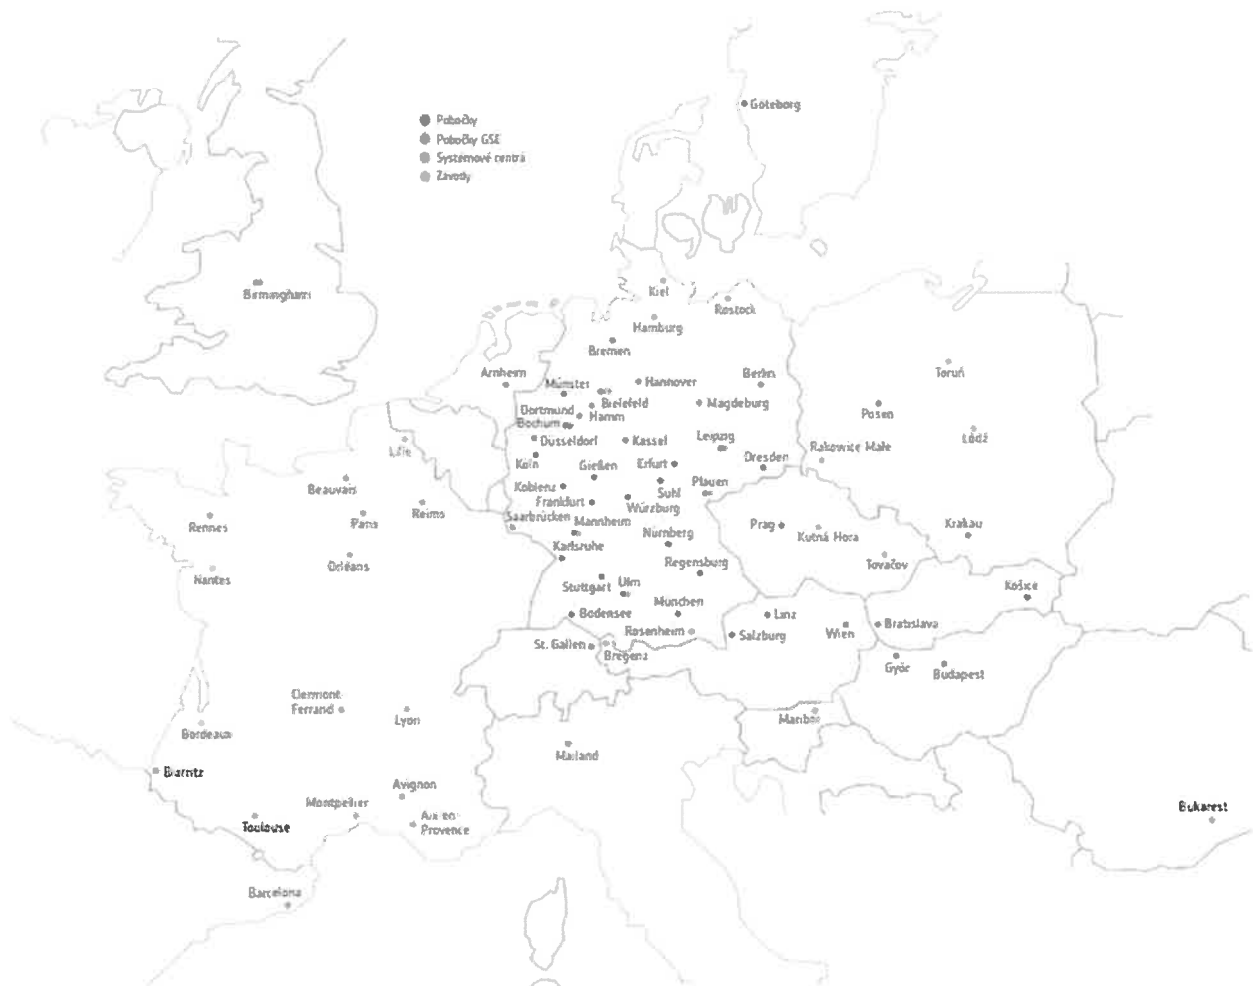 Göteborg
Pobočky
Pobočky GSE
Systémové centrá
Závody
Birmingham
Kiel
Rostock
Hamburg
Bremen
Arnheim
Münster
Hannover
Berlin
Toruń
Bielefeld
Magdeburg
Posen
Dortmund
Hamm
Bochum
Düsseldorf
Kassel
Leipzig
Łódź
Rakowice Małe
Lille
Köln
Gießen
Erfurt
Dresden
Beauvais
Koblenz
Suhl
Plauen
Frankfurt
Würzburg
Reims
Rennes
Paris
Saarbrücken
Mannheim
Nürnberg
Prag
Kutná Hora
Krakau
Karlsruhe
Orléans
Regensburg
Tovačov
Nantes
Stuttgart
Ulm
Košice
München
Bodensee
Linz
Rosenheim
Salzburg
Wien
Bratislava
St. Gallen
Bregenz
Győr
Budapest
Clermont
Ferrand
Lyon
Maribor
Bordeaux
Mailand
Biarritz
Avignon
Montpellier
Aix en
Provence
Toulouse
Bukarest
Barcelona